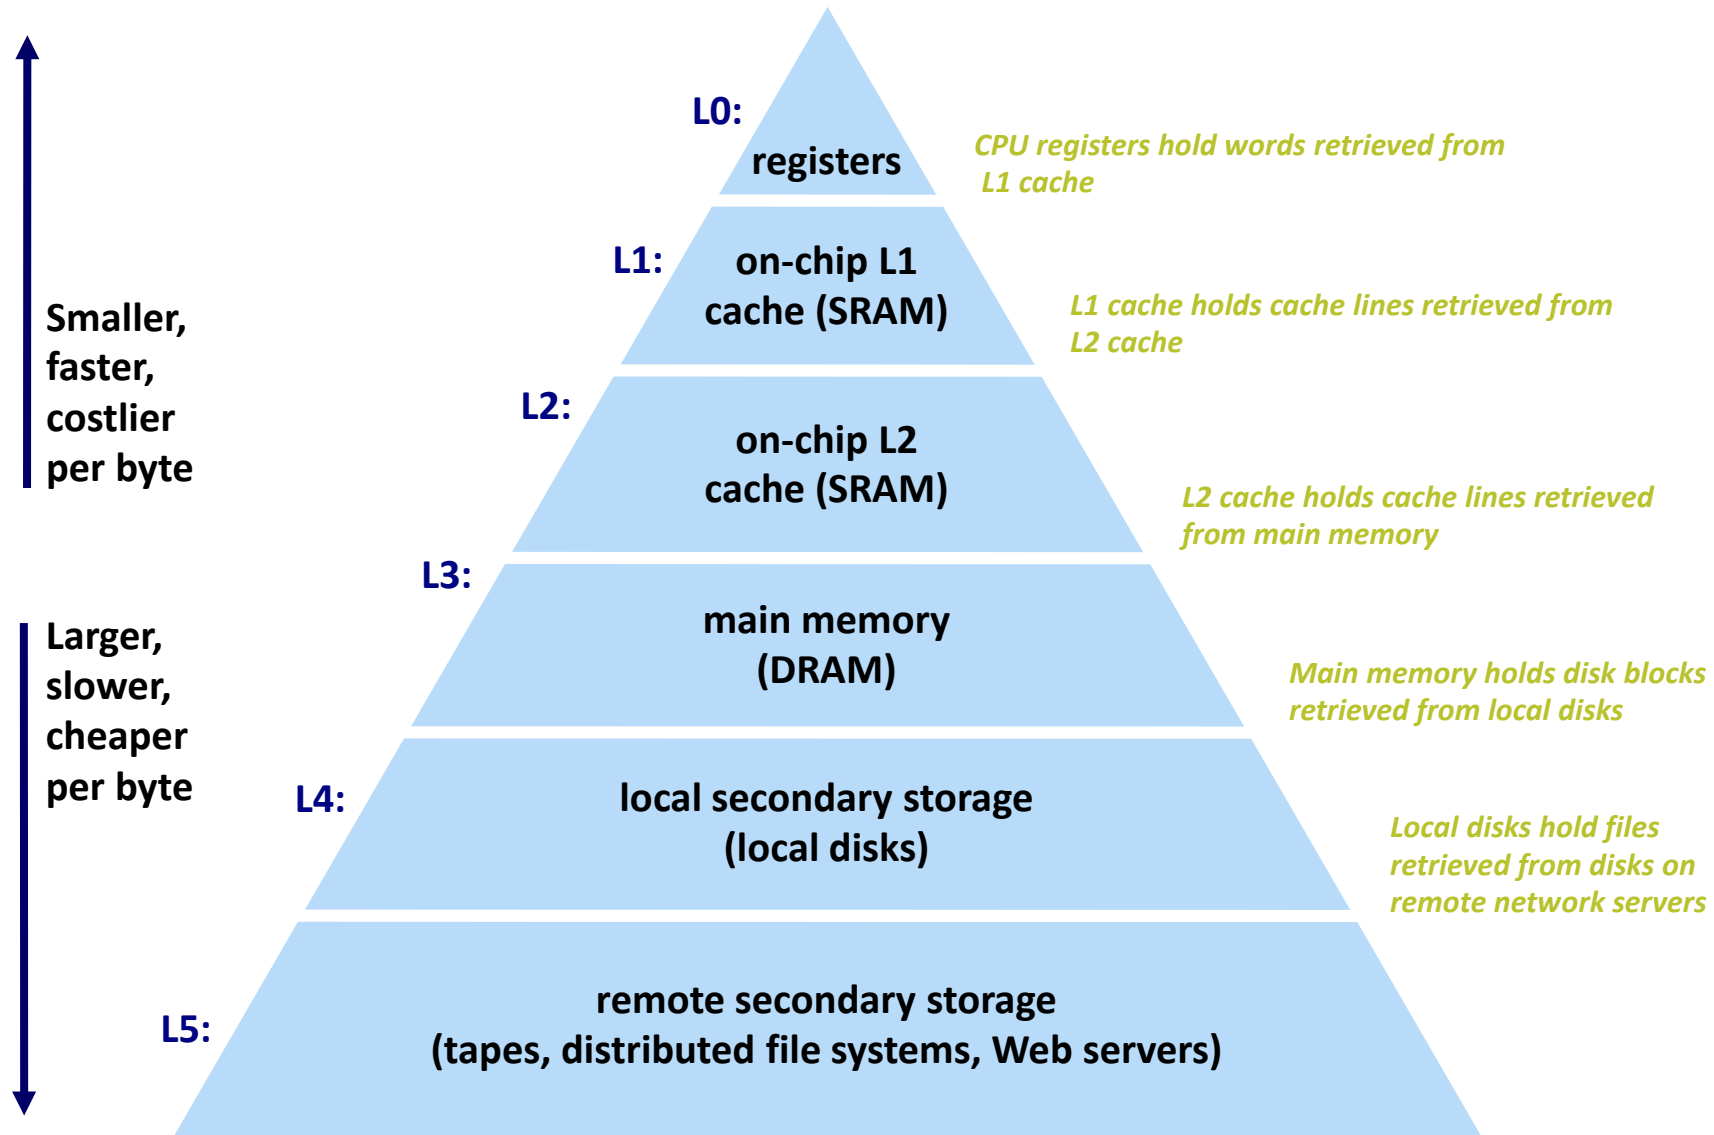 L0:
registers
CPU registers hold words retrieved from
L1 cache
L1:
on-chip L1
cache (SRAM)
L1 cache holds cache lines retrieved from
L2 cache
Smaller,
faster,
costlier
per byte
L2:
on-chip L2
cache (SRAM)
L2 cache holds cache lines retrieved
from main memory
L3:
main memory
(DRAM)
Main memory holds disk blocks
retrieved from local disks
Larger,
slower,
cheaper
per byte
L4:
local secondary storage
(local disks)
Local disks hold files
retrieved from disks on
remote network servers
L5:
remote secondary storage
(tapes, distributed file systems, Web servers)